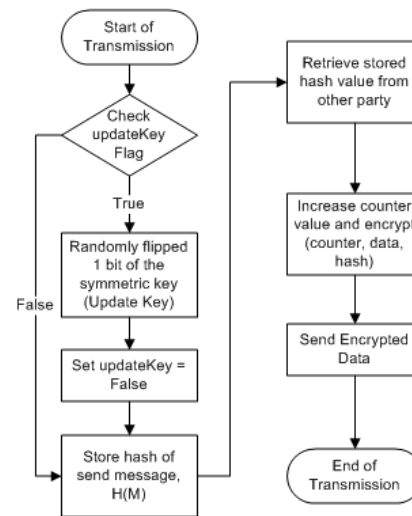 Start of
Transmission
Check
updateKey
Flag
True
False
Randomly flipped
1 bit of the
symmetric key
(Update Key)
Set updateKey =
False
Store hash of
send message,
H(M)
Retrieve stored
hash value from
other party
Increase counter
value and encrypt
(counter, data,
hash)
Send Encrypted
Data
End of
Transmission